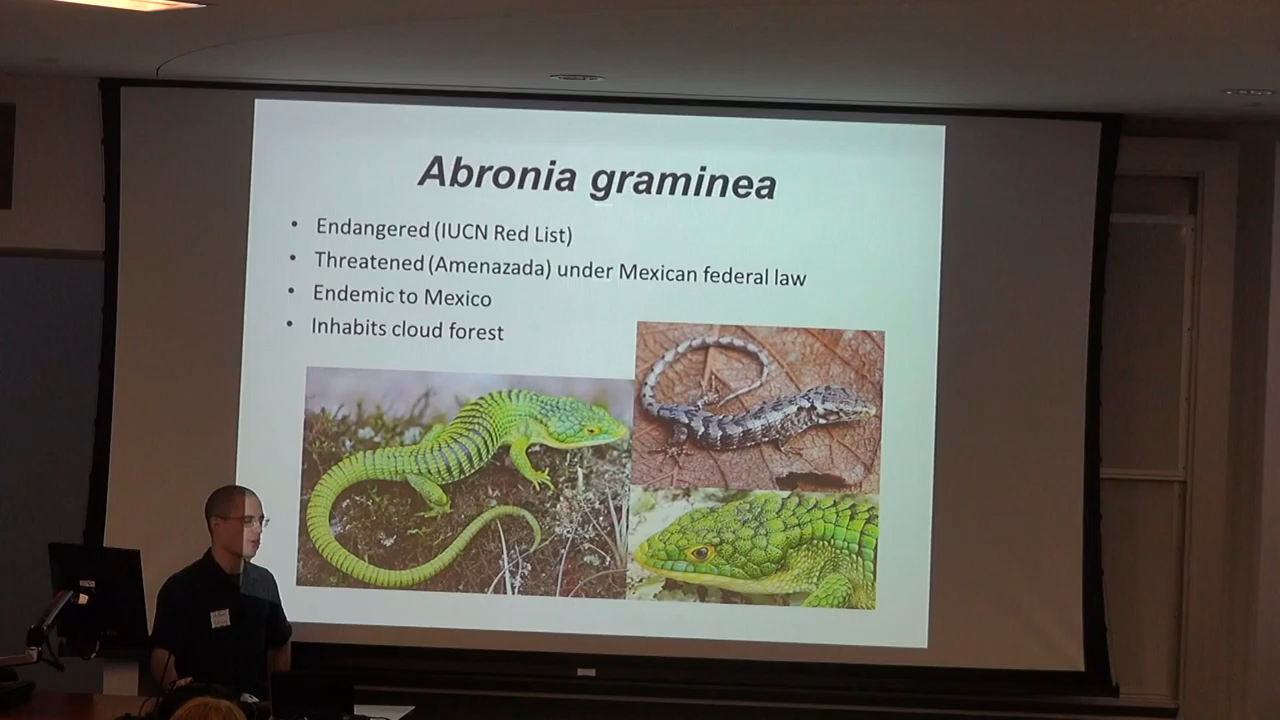 Abronia graminea
• Endangered (IUCN Red List)
• Threatened (Amenazada) under Mexican federal law
• Endemic to Mexico
• Inhabits cloud forest